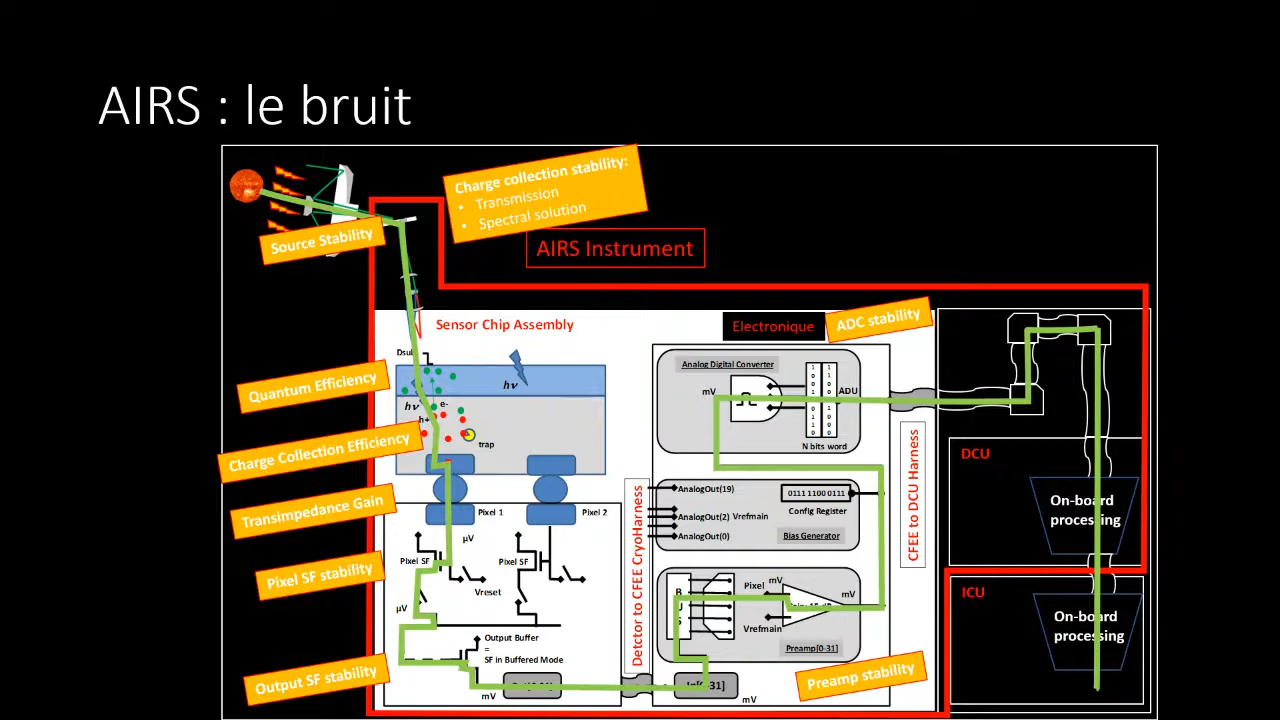 AIRS : le bruit
Charge collection stability:
• Transmission
• Spectral solution
Source Stability
AIRS Instrument
Sensor Chip Assembly
Electronique
ADC stability
Dsub
hν
Quantum Efficiency
hν
e-
h+
trap
Charge Collection Efficiency
Transimpedance Gain
Pixel 1
Pixel 2
μV
Pixel SF
Pixel SF
Vreset
Pixel SF stability
μV
Output Buffer
=
SF in Buffered Mode
Output SF stability
mV
Detctor to CFEE CryoHarness
Analog Digital Converter
mV
ADU
N bits word
AnalogOut(19)
AnalogOut(2)
Vrefmain
AnalogOut(0)
0111 1100 0111
Config Register
Bias Generator
B
U
S
Pixel
mV
mV
Vrefmain
Preamp[0-31]
Preamp stability
mV
CFEE to DCU Harness
DCU
On-board
processing
ICU
On-board
processing